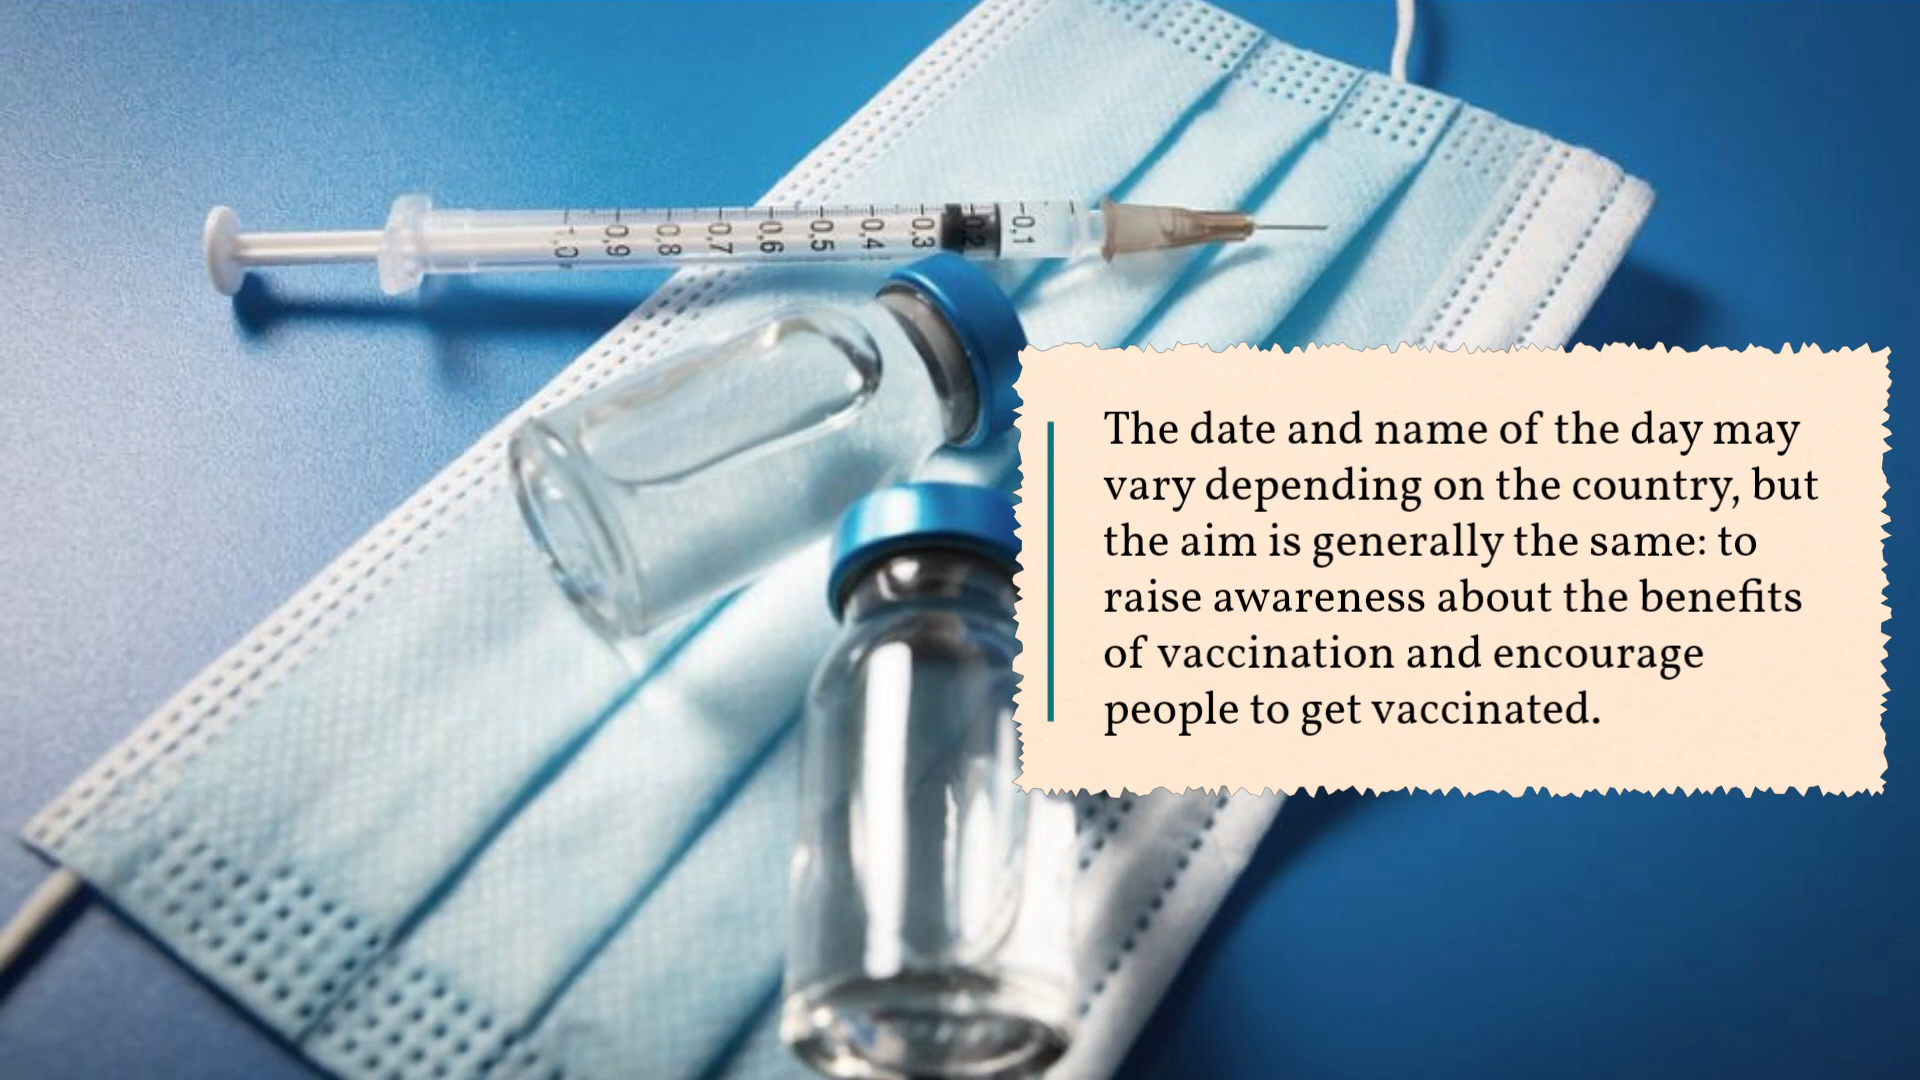 1,0
0,9
0,8
0,7
0,6
0,5
0,4
0,3
0,2
0,1
The date and name of the day may
vary depending on the country, but
the aim is generally the same: to
raise awareness about the benefits
of vaccination and encourage
people to get vaccinated.